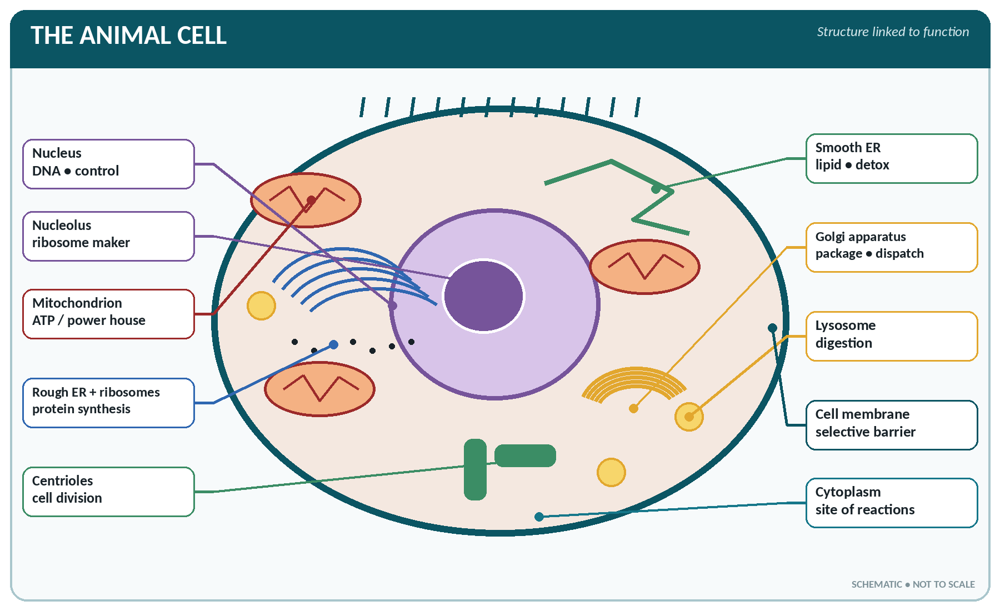 THE ANIMAL CELL
Structure linked to function
Nucleus
DNA • control
Nucleolus
ribosome maker
Mitochondrion
ATP / power house
Rough ER + ribosomes
protein synthesis
Centrioles
cell division
Smooth ER
lipid • detox
Golgi apparatus
package • dispatch
Lysosome
digestion
Cell membrane
selective barrier
Cytoplasm
site of reactions
SCHEMATIC • NOT TO SCALE